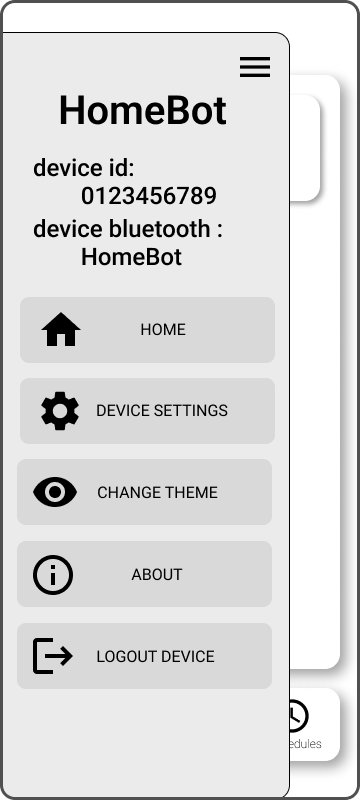 HomeBot
device id:
0123456789
device bluetooth :
HomeBot
HOME
DEVICE SETTINGS
CHANGE THEME
ABOUT
LOGOUT DEVICE
edules